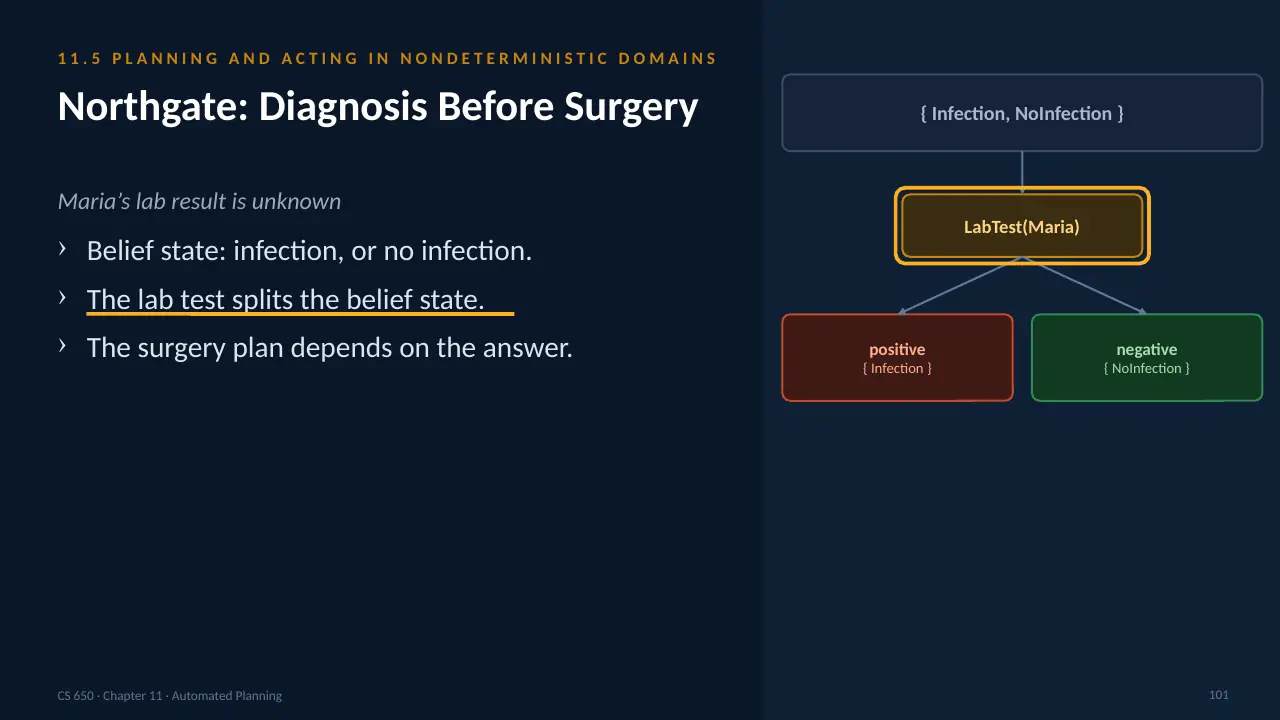 11.5 PLANNING AND ACTING IN NONDETERMINISTIC DOMAINS
Northgate: Diagnosis Before Surgery
Maria’s lab result is unknown
› Belief state: infection, or no infection.
› The lab test splits the belief state.
› The surgery plan depends on the answer.
{ Infection, NoInfection }
LabTest(Maria)
positive
{ Infection }
negative
{ NoInfection }
CS 650 · Chapter 11 · Automated Planning
101